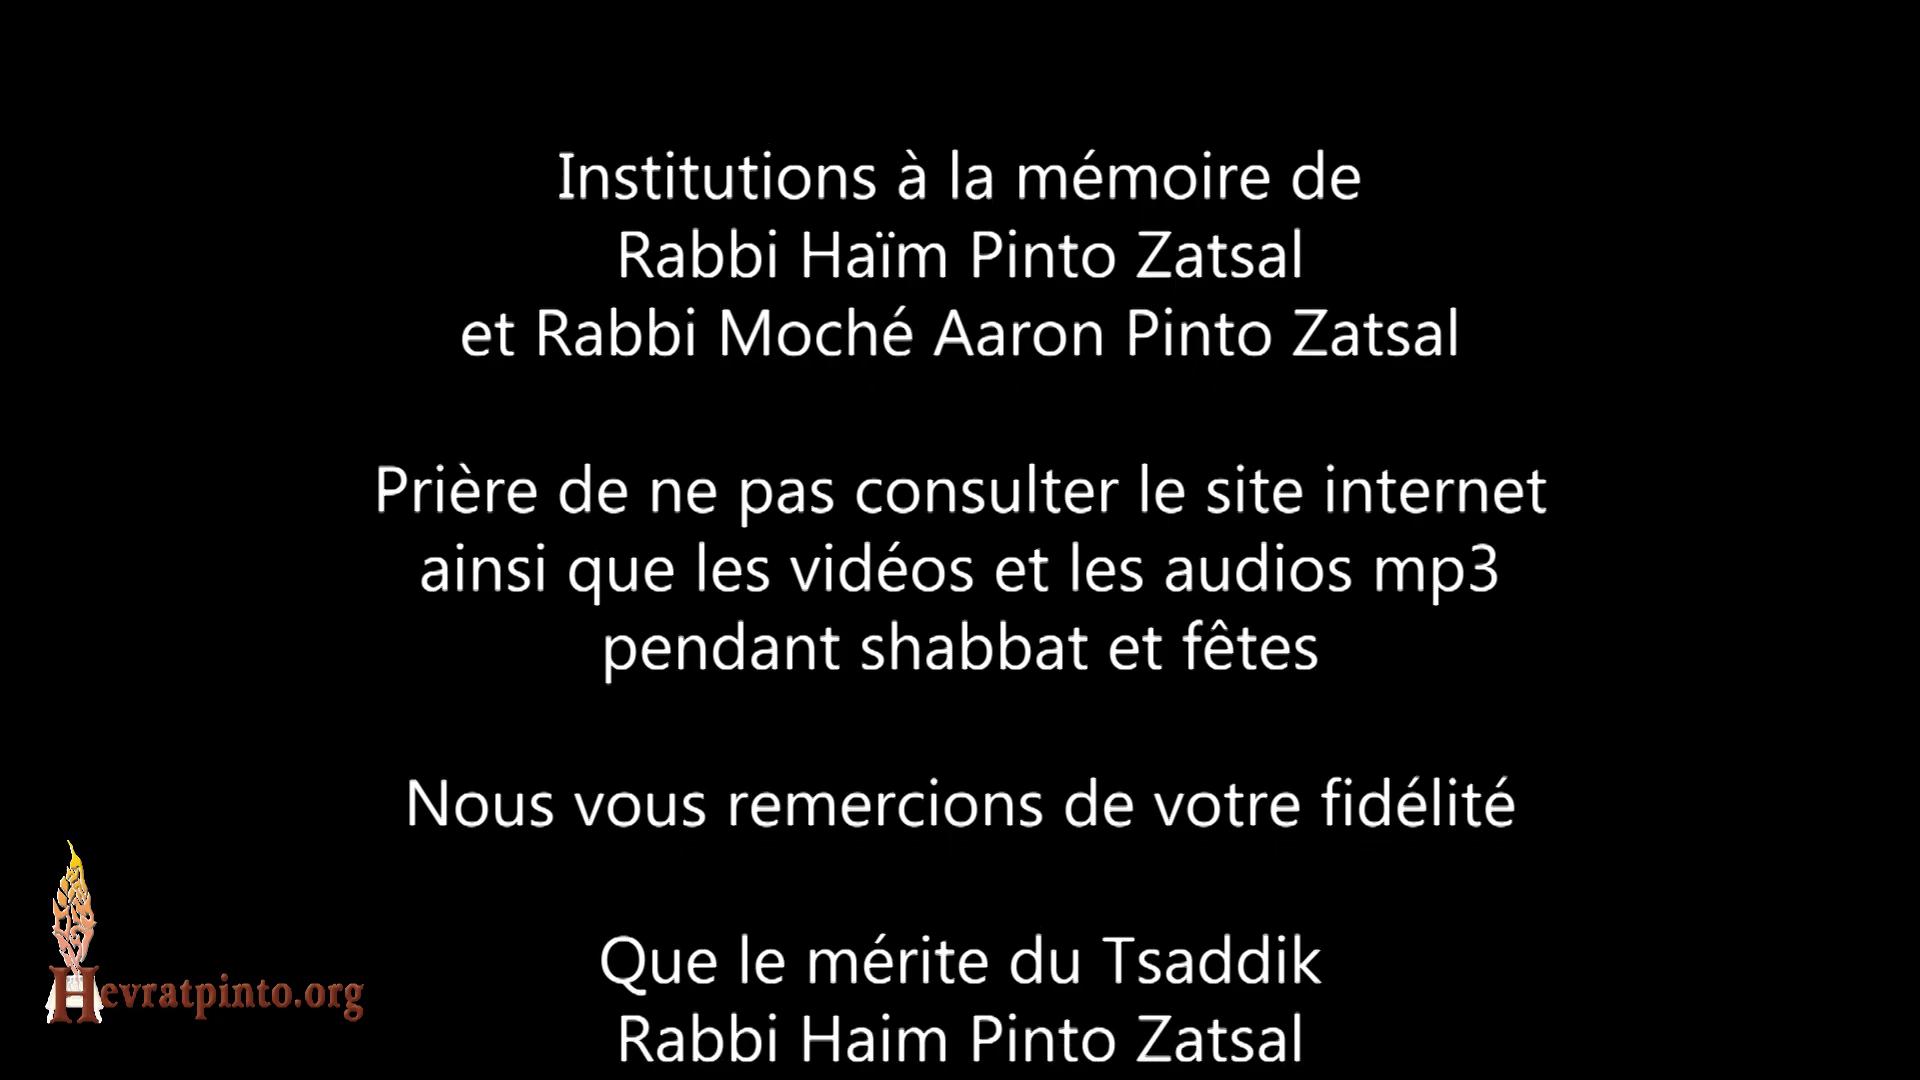 Institutions à la mémoire de
Rabbi Haïm Pinto Zatsal
et Rabbi Moché Aaron Pinto Zatsal
Prière de ne pas consulter le site internet
ainsi que les vidéos et les audios mp3
pendant shabbat et fêtes
Nous vous remercions de votre fidélité
Que le mérite du Tsaddik
Rabbi Haim Pinto Zatsal
Hevratpinto.org